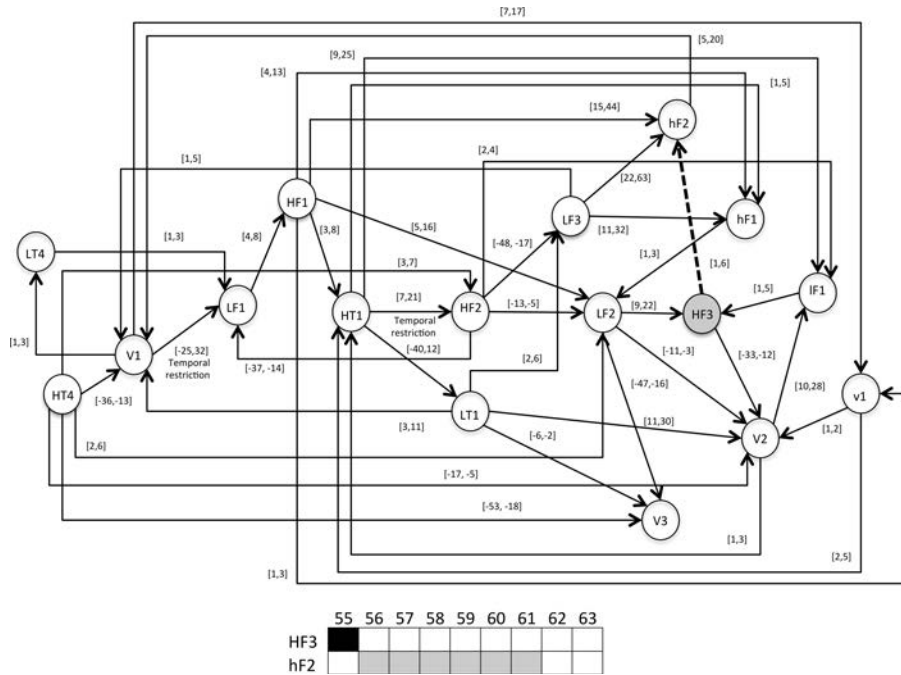 [7,17]
[5,20]
[9,25]
[4,13]
[1,5]
[15,44]
hF2
[2,4]
[1,5]
[22,63]
HF1
LF3
hF1
[5,16]
[11,32]
LT4
[1,3]
[4,8]
[3,8]
[-48, -17]
[1,3]
[3,7]
[1,6]
LF1
HT1
[7,21]
HF2
[-13,-5]
LF2
[9,22]
HF3
[1,5]
lF1
Temporal
restriction
[1,3]
V1
[-25,32]
Temporal
restriction
[-37, -14]
[-40,12]
[2,6]
[-11,-3]
[-33,-12]
HT4
[-36,-13]
[-47,-16]
[10,28]
v1
LT1
[3,11]
[11,30]
[2,6]
[-6,-2]
V2
[1,2]
[-17, -5]
[-53, -18]
V3
[1,3]
[2,5]
[1,3]
55 56 57 58 59 60 61 62 63
HF3
hF2